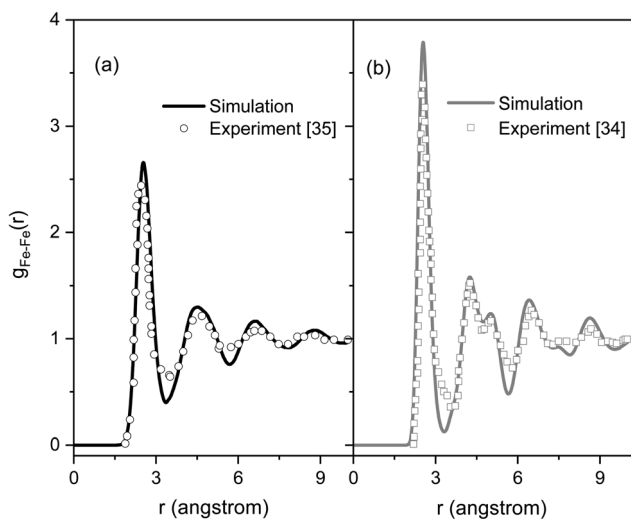 (a)
Simulation
Experiment [35]
(b)
Simulation
Experiment [34]
g_Fe-Fe(r)
4
3
2
1
0
0 3 6 9
0 3 6 9
r (angstrom)
r (angstrom)